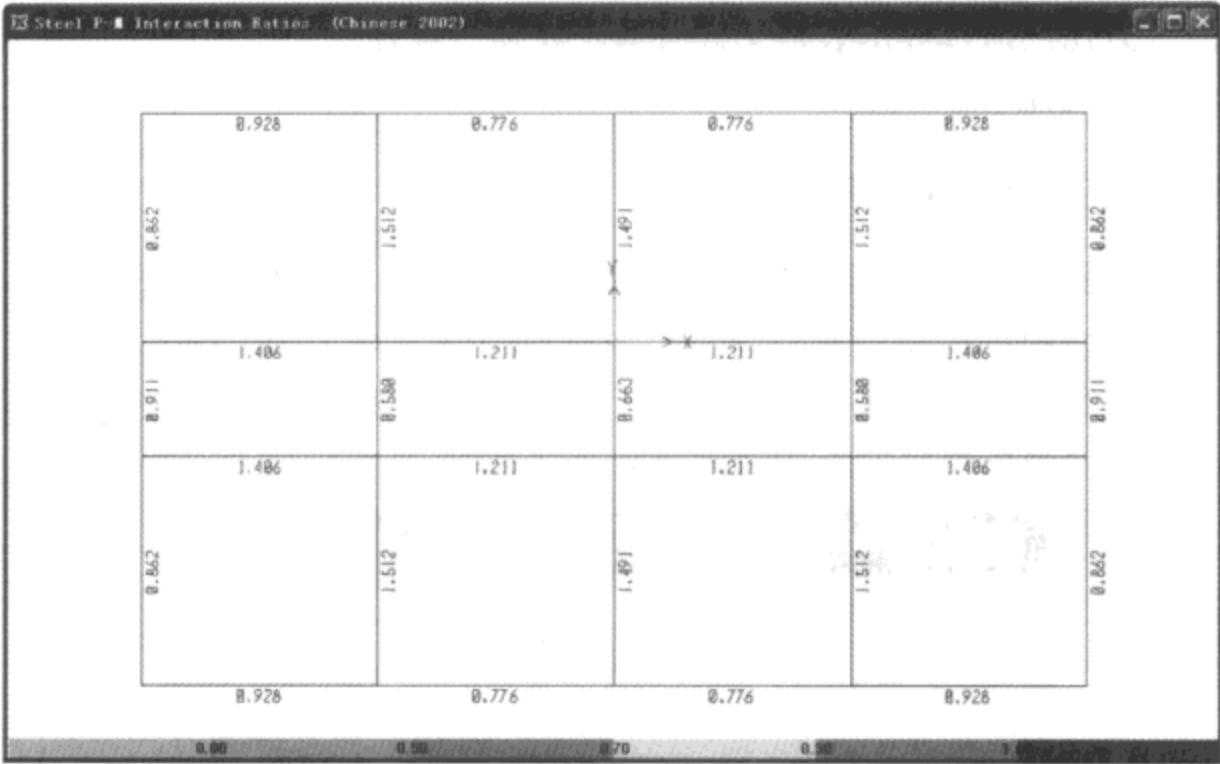 Steel P-M Interaction Ratios (Chinese 2002)
0.928 0.776 0.776 0.928
0.862 1.512 1.491 1.512 0.862
Y
X
1.406 1.211 1.211 1.406
0.911 0.580 0.663 0.580 0.911
1.406 1.211 1.211 1.406
0.862 1.512 1.491 1.512 0.862
0.928 0.776 0.776 0.928
0.00 0.50 0.70 0.90